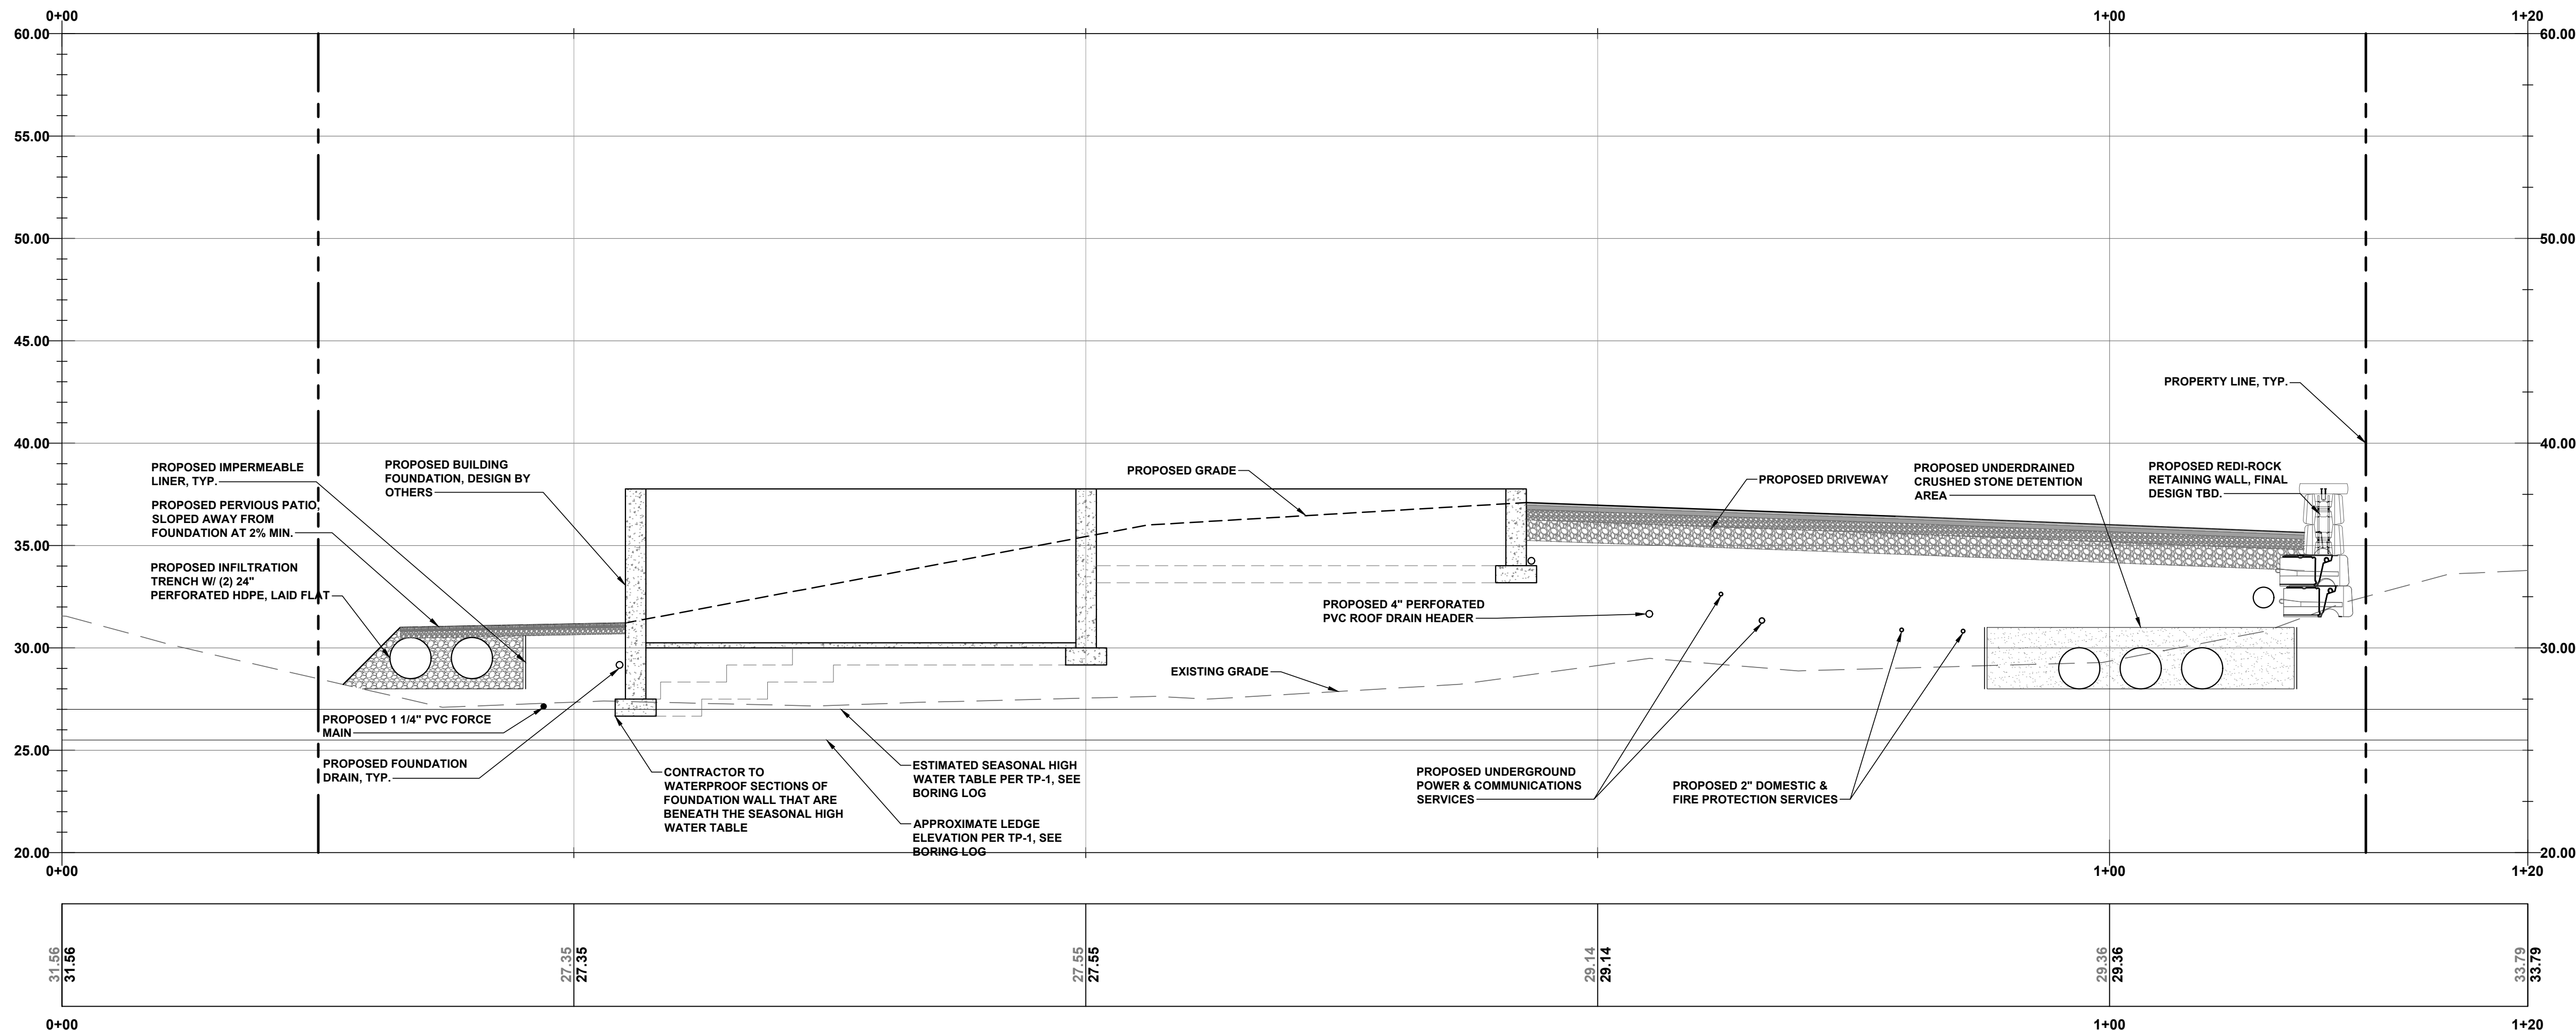 0+00
1+00
1+20
60.00
60.00
55.00
50.00
50.00
45.00
PROPERTY LINE, TYP.
40.00
40.00
PROPOSED IMPERMEABLE
LINER, TYP.
PROPOSED PERVIOUS PATIO,
SLOPED AWAY FROM
FOUNDATION AT 2% MIN.
PROPOSED INFILTRATION
TRENCH W/ (2) 24"
PERFORATED HDPE, LAID FLAT
PROPOSED BUILDING
FOUNDATION, DESIGN BY
OTHERS
PROPOSED GRADE
PROPOSED DRIVEWAY
PROPOSED UNDERDRAINED
CRUSHED STONE DETENTION
AREA
PROPOSED REDI-ROCK
RETAINING WALL, FINAL
DESIGN TBD.
35.00
PROPOSED 4" PERFORATED
PVC ROOF DRAIN HEADER
30.00
30.00
EXISTING GRADE
PROPOSED 1 1/4" PVC FORCE
MAIN
25.00
PROPOSED FOUNDATION
DRAIN, TYP.
CONTRACTOR TO
WATERPROOF SECTIONS OF
FOUNDATION WALL THAT ARE
BENEATH THE SEASONAL HIGH
WATER TABLE
ESTIMATED SEASONAL HIGH
WATER TABLE PER TP-1, SEE
BORING LOG
APPROXIMATE LEDGE
ELEVATION PER TP-1, SEE
BORING LOG
PROPOSED UNDERGROUND
POWER & COMMUNICATIONS
SERVICES
PROPOSED 2" DOMESTIC &
FIRE PROTECTION SERVICES
20.00
20.00
0+00
1+00
1+20
31.56
31.56
27.35
27.35
27.55
27.55
29.14
29.14
29.36
29.36
33.79
33.79
0+00
1+00
1+20